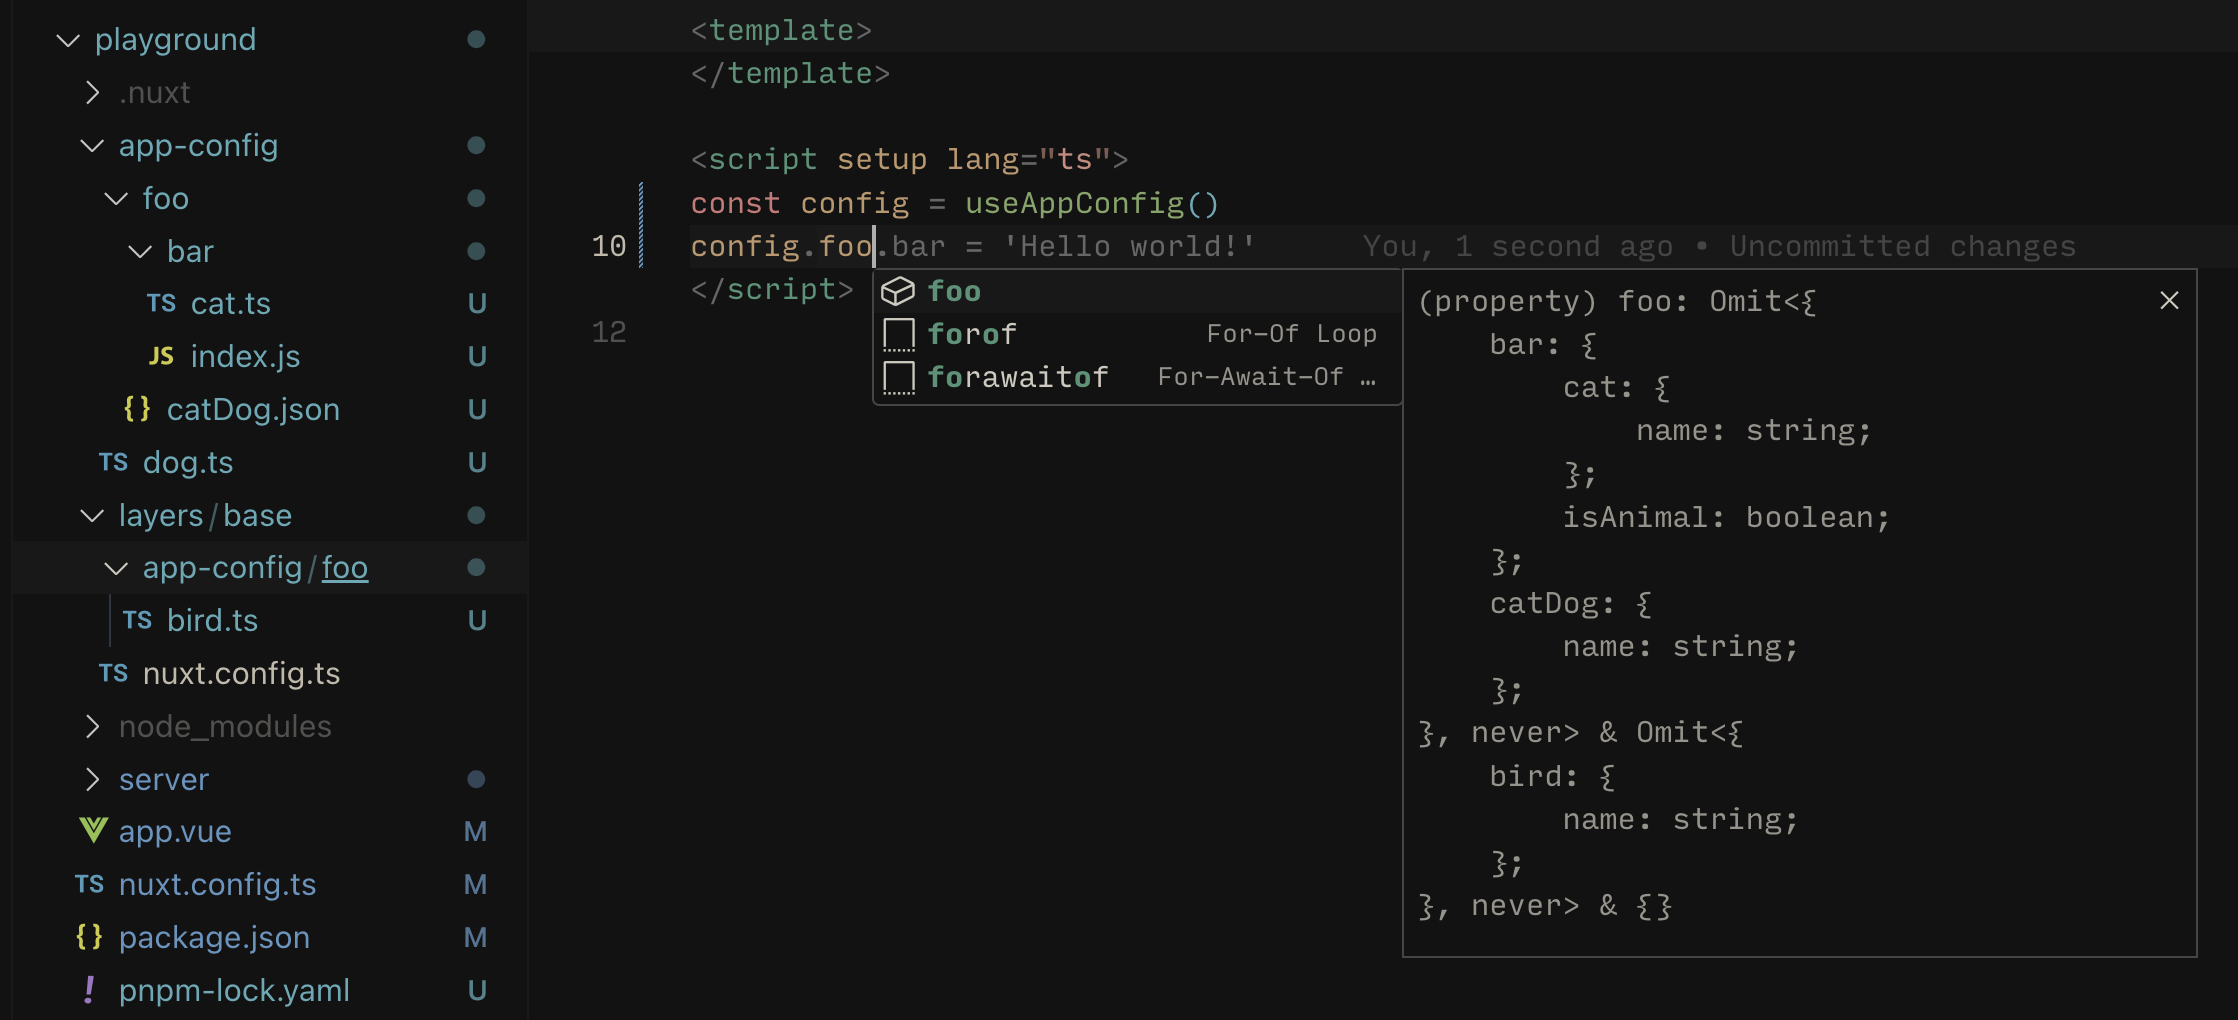 playground
.nuxt
app-config
foo
bar
TS cat.ts U
JS index.js U
{} catDog.json U
TS dog.ts U
layers/base
app-config/foo
TS bird.ts U
TS nuxt.config.ts
node_modules
server
app.vue M
TS nuxt.config.ts M
{} package.json M
! pnpm-lock.yaml U
<template>
</template>
<script setup lang="ts">
const config = useAppConfig()
10 config.foo.bar = 'Hello world!' You, 1 second ago • Uncommitted changes
</script>
12
foo
forof For-Of Loop
forawaitof For-Await-Of …
(property) foo: Omit<{
bar: {
cat: {
name: string;
};
isAnimal: boolean;
};
catDog: {
name: string;
};
}, never> & Omit<{
bird: {
name: string;
};
}, never> & {}